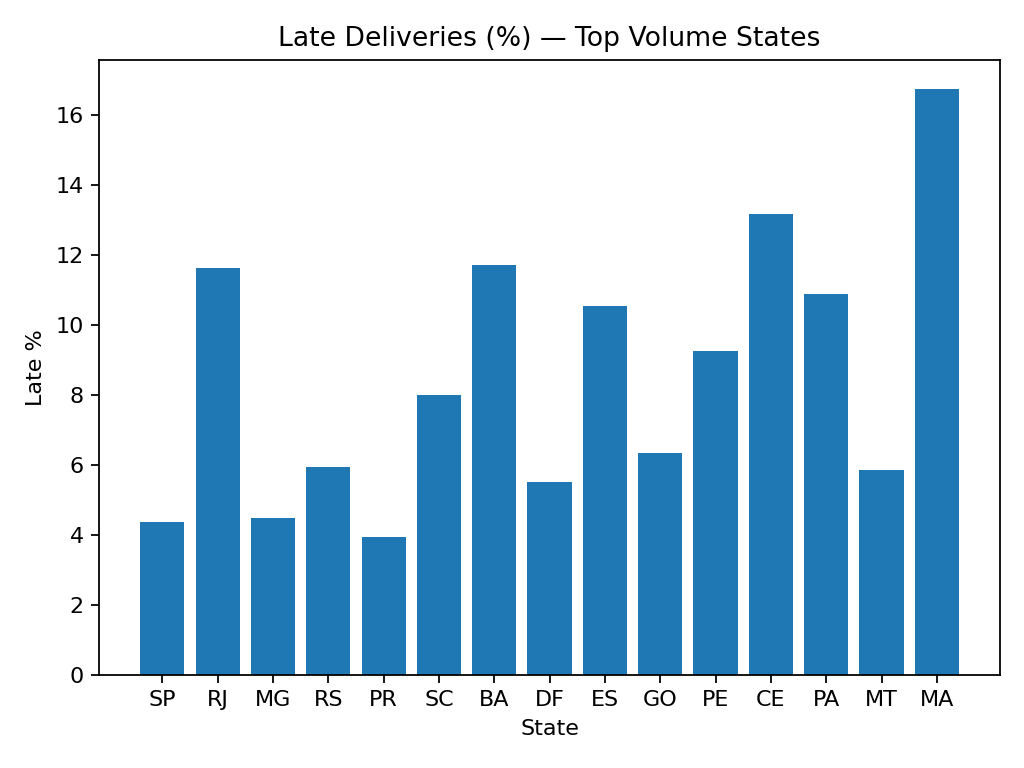 Late Deliveries (%) — Top Volume States
16
14
12
10
8
6
4
2
0
Late %
SP RJ MG RS PR SC BA DF ES GO PE CE PA MT MA
State